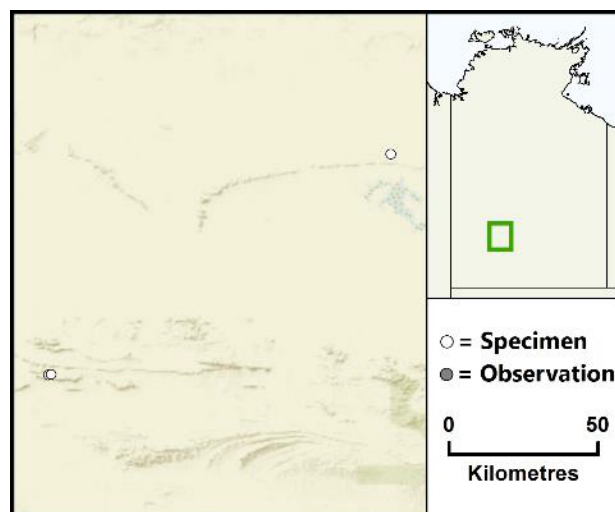 = Specimen
= Observation
0 50
Kilometres